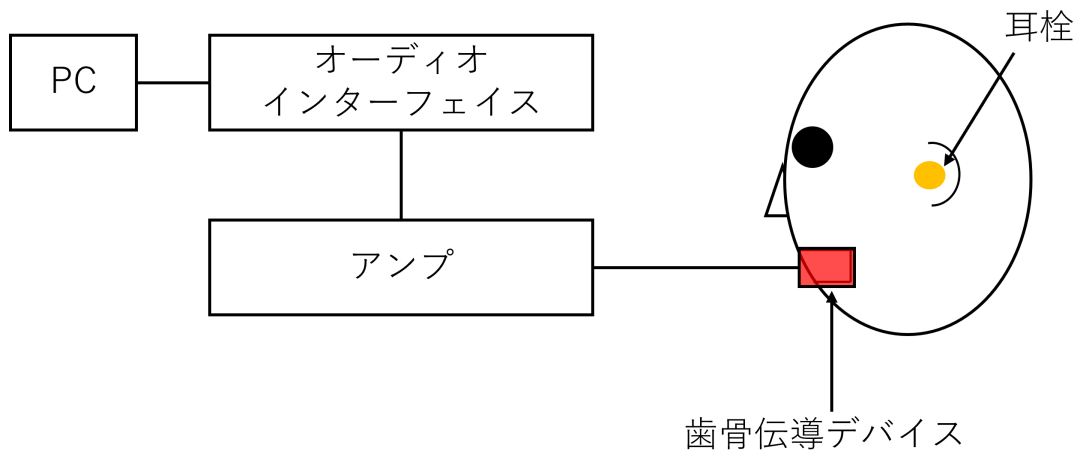 耳栓
PC
オーディオ
インターフェイス
アンプ
歯骨伝導デバイス